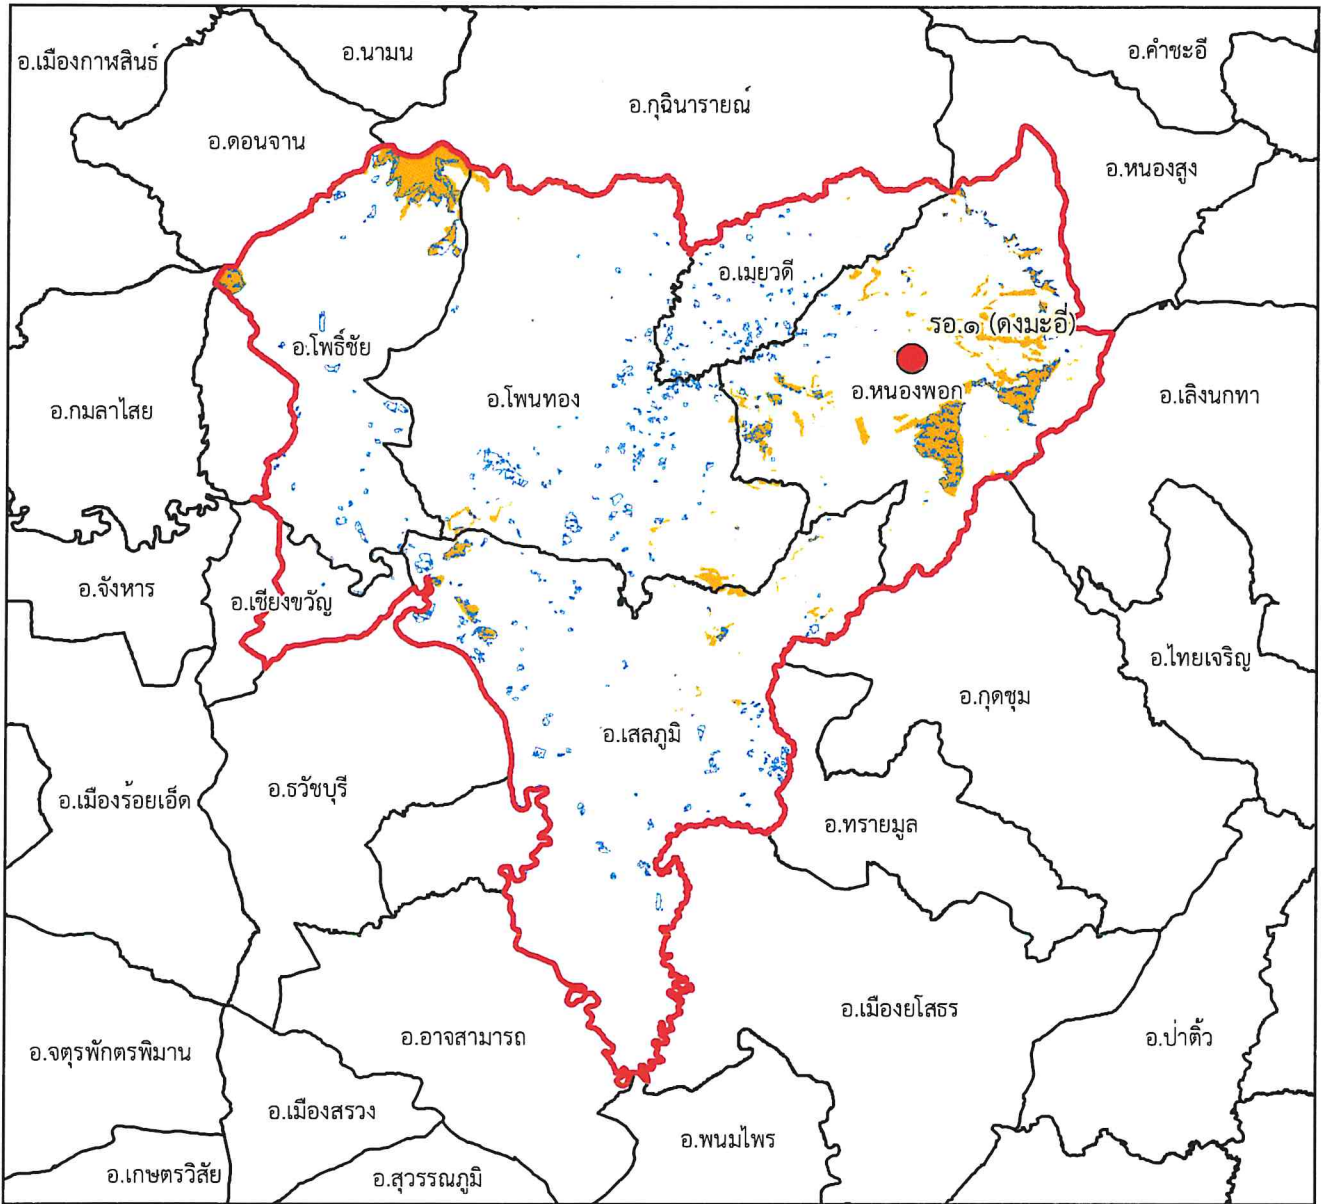 อ.คำชะอี
อ.นามน
อ.เมืองกาฬสินธุ์
อ.กุฉินารายณ์
อ.ดอนจาน
อ.หนองสูง
อ.เมยวดี
รอ.๑ (ดงมะอี่)
อ.โพธิ์ชัย
อ.หนองพอก
อ.เลิงนกทา
อ.โพนทอง
อ.กมลาไสย
อ.จังหาร
อ.เชียงขวัญ
อ.ไทยเจริญ
อ.กุดชุม
อ.เสลภูมิ
อ.ธวัชบุรี
อ.เมืองร้อยเอ็ด
อ.ทรายมูล
อ.เมืองยโสธร
อ.อาจสามารถ
อ.ป่าติ้ว
อ.จตุรพักตรพิมาน
อ.เมืองสรวง
อ.พนมไพร
อ.เกษตรวิสัย
อ.สุวรรณภูมิ